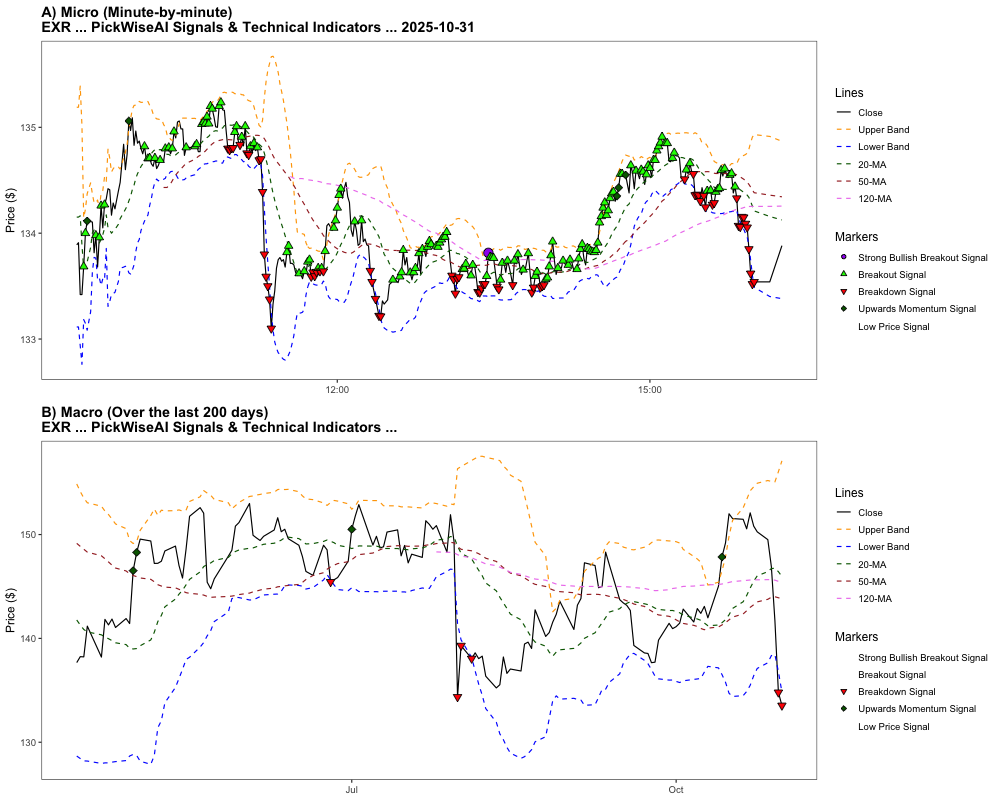 A) Micro (Minute-by-minute)
EXR ... PickWiseAI Signals & Technical Indicators ... 2025-10-31
Price ($)
135
134
133
12:00
15:00
Lines
Close
Upper Band
Lower Band
20-MA
50-MA
120-MA
Markers
Strong Bullish Breakout Signal
Breakout Signal
Breakdown Signal
Upwards Momentum Signal
Low Price Signal
B) Macro (Over the last 200 days)
EXR ... PickWiseAI Signals & Technical Indicators ...
Price ($)
150
140
130
Jul
Oct
Lines
Close
Upper Band
Lower Band
20-MA
50-MA
120-MA
Markers
Strong Bullish Breakout Signal
Breakout Signal
Breakdown Signal
Upwards Momentum Signal
Low Price Signal